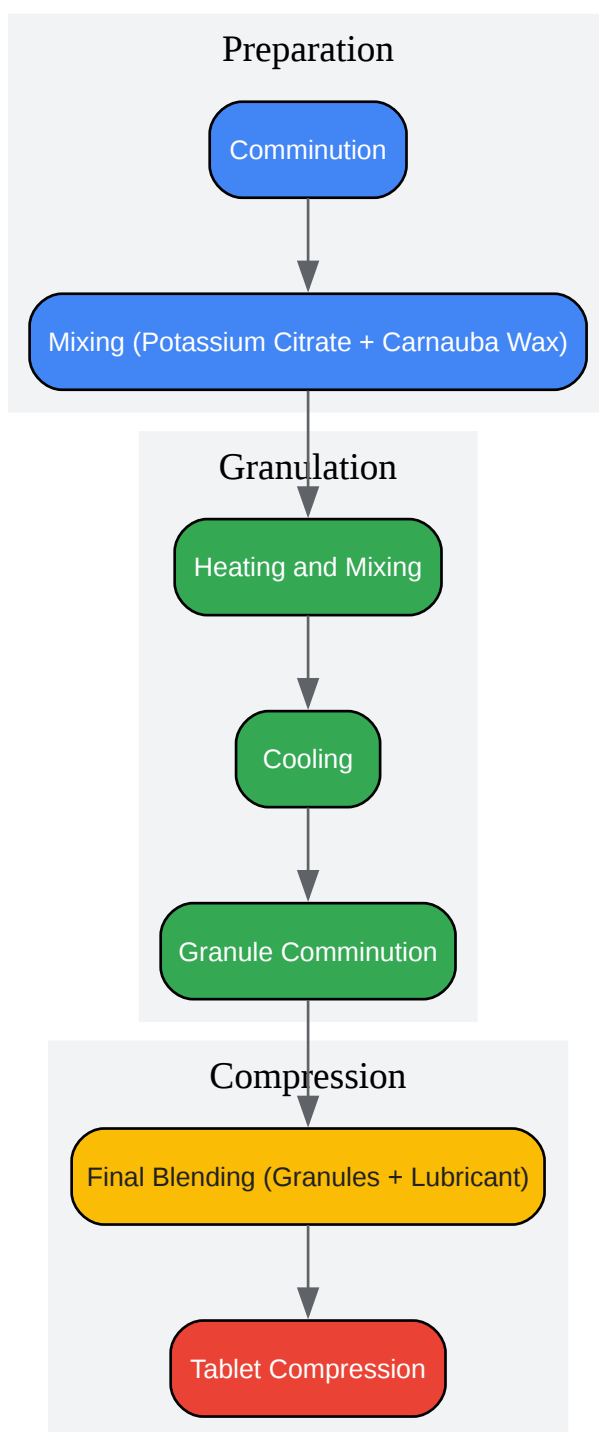 Preparation
Comminution
Mixing (Potassium Citrate + Carnauba Wax)
Granulation
Heating and Mixing
Cooling
Granule Comminution
Compression
Final Blending (Granules + Lubricant)
Tablet Compression